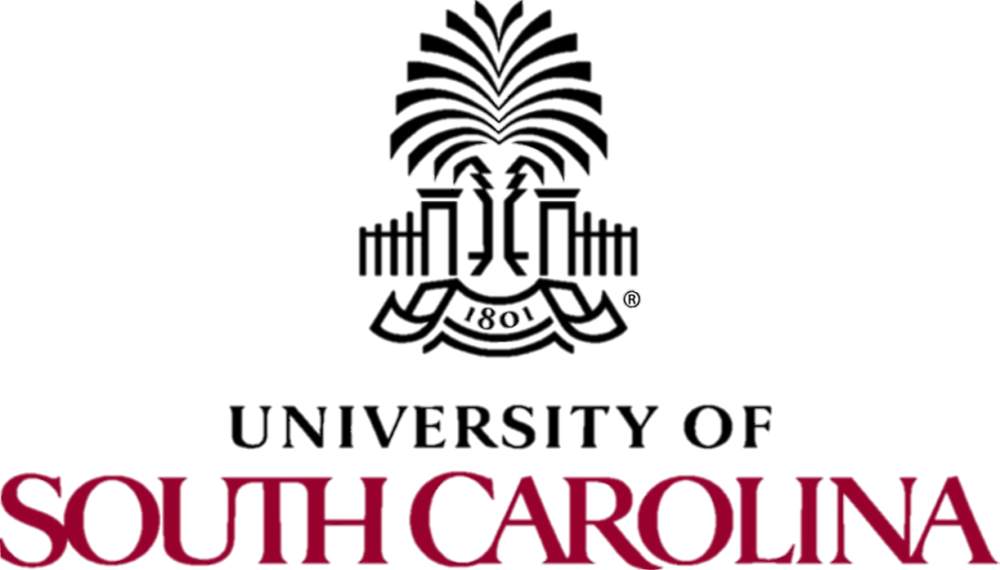 ®
1801
UNIVERSITY OF
SOUTH CAROLINA